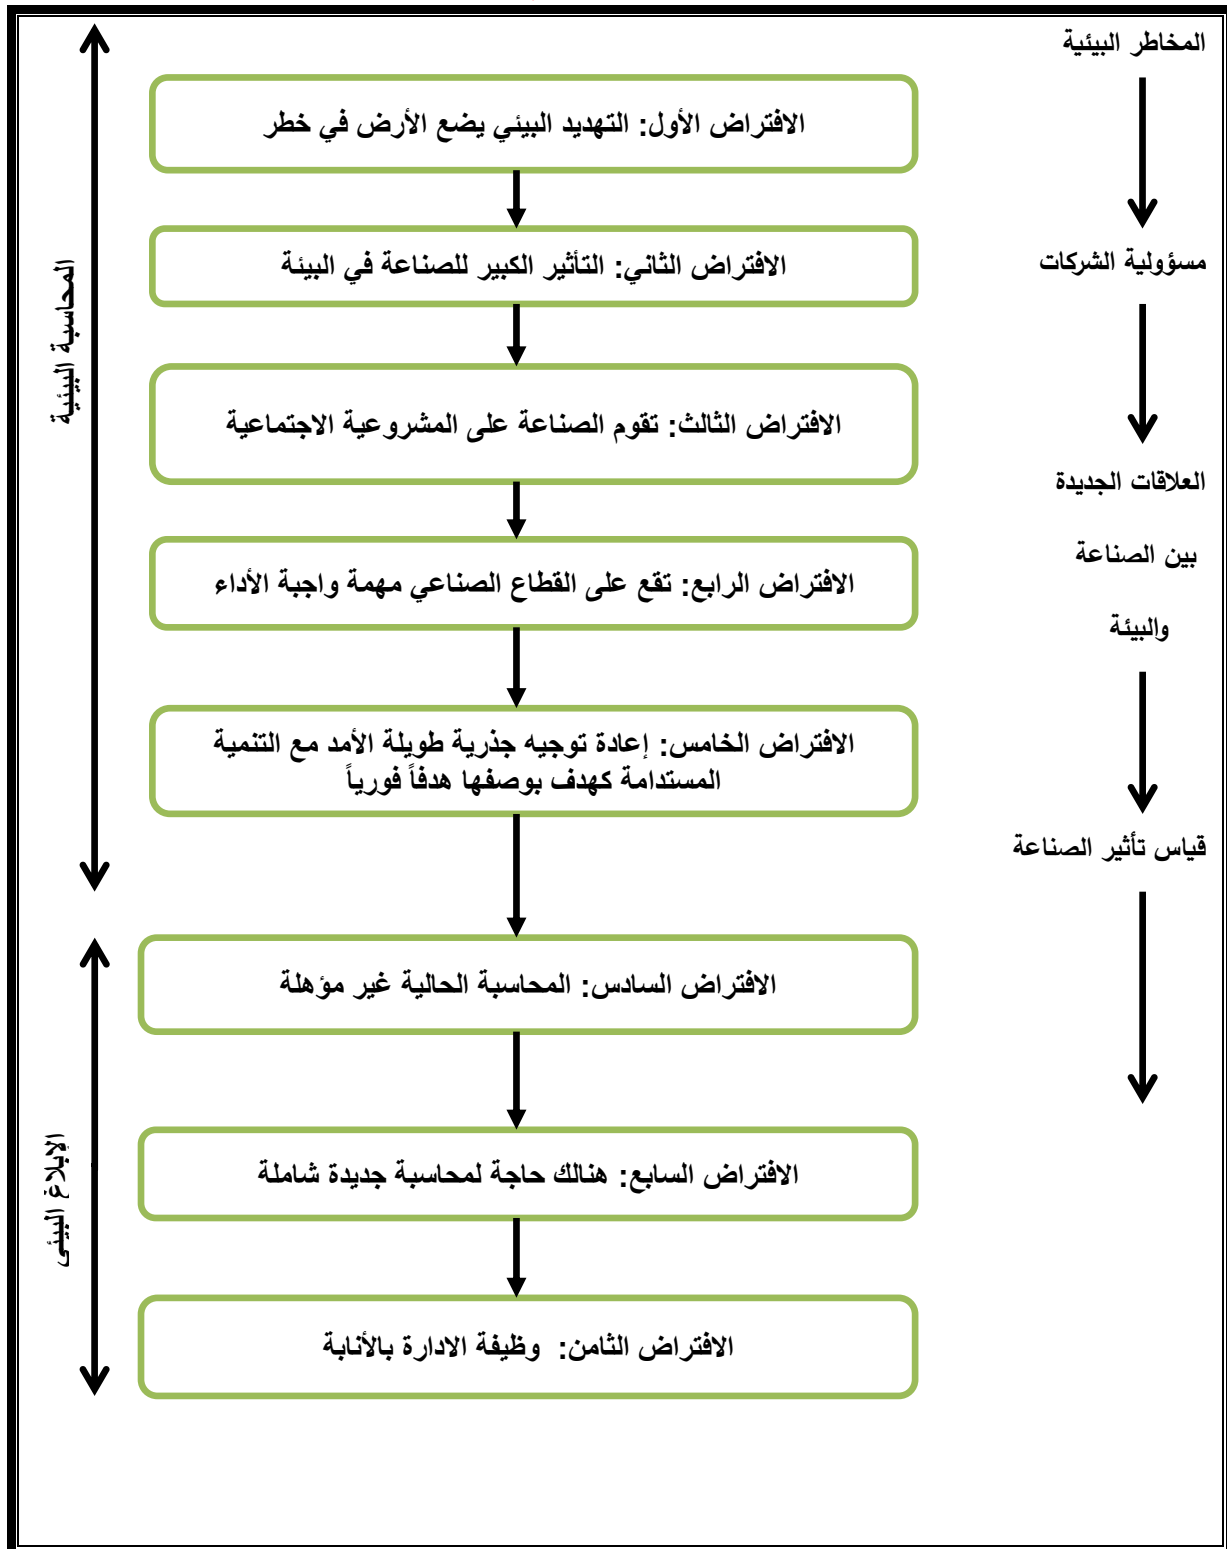 المخاطر البيئية
الافتراض الأول: التهديد البيئي يضع الأرض في خطر
مسؤولية الشركات
الافتراض الثاني: التأثير الكبير للصناعة في البيئة
المحاسبة البيئية
الافتراض الثالث: تقوم الصناعة على المشروعية الاجتماعية
العلاقات الجديدة
بين الصناعة
والبيئة
الافتراض الرابع: تقع على القطاع الصناعي مهمة واجبة الأداء
الافتراض الخامس: إعادة توجيه جذرية طويلة الأمد مع التنمية
المستدامة كهدف بوصفها هدفاً فورياً
قياس تأثير الصناعة
الافتراض السادس: المحاسبة الحالية غير مؤهلة
الافتراض السابع: هنالك حاجة لمحاسبة جديدة شاملة
الإبلاغ البيئي
الافتراض الثامن: وظيفة الادارة بالأنابة